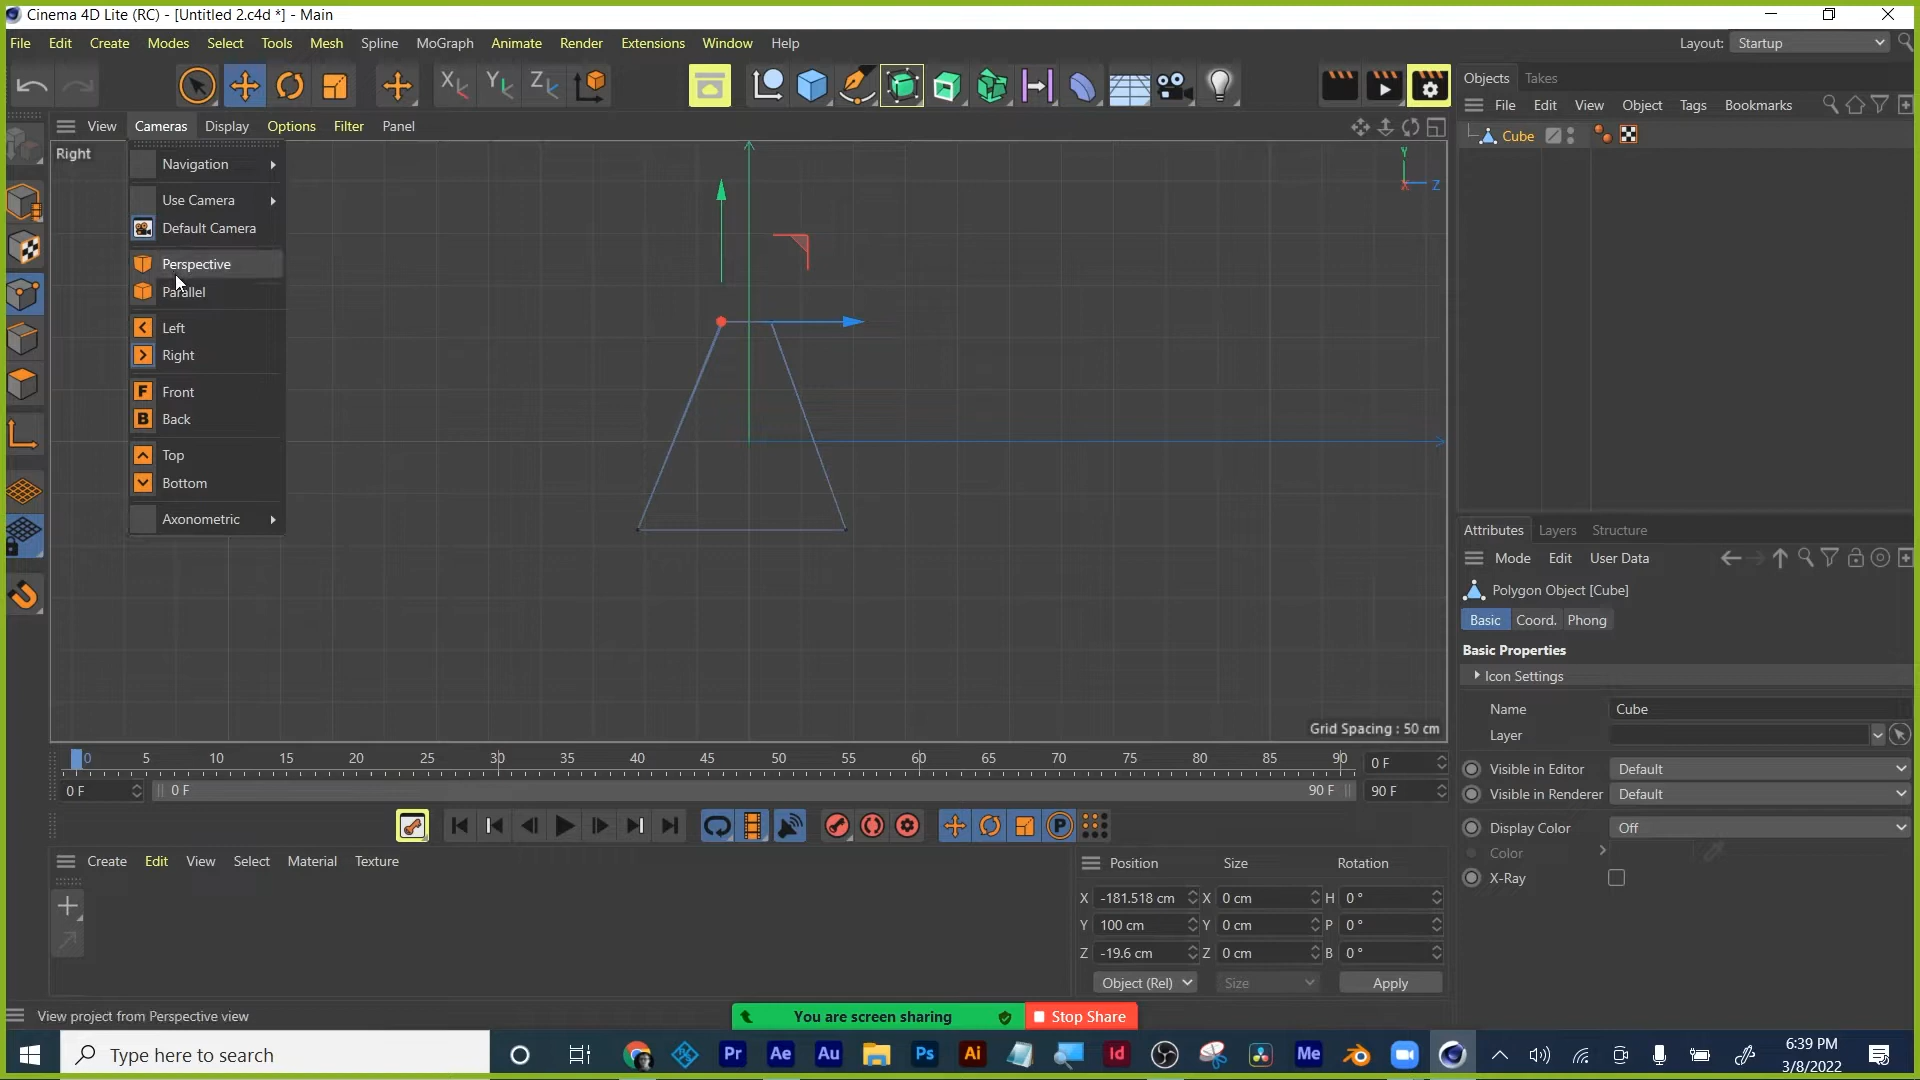 Cinema 4D Lite (RC) - [Untitled 2.c4d *] - Main
File Edit Create Modes Select Tools Mesh Spline MoGraph Animate Render Extensions Window Help Layout: Startup
X Y Z
Objects Takes
File Edit View Object Tags Bookmarks
Cube
View Cameras Display Options Filter Panel
Right
Y
X Z
Navigation
Use Camera
Default Camera
Perspective
Parallel
Left
Right
F Front
B Back
Top
Bottom
Axonometric
Grid Spacing : 50 cm
Attributes Layers Structure
Mode Edit User Data
Polygon Object [Cube]
Basic Coord. Phong
Basic Properties
Icon Settings
Name Cube
Layer
Visible in Editor Default
Visible in Renderer Default
Display Color Off
Color
X-Ray
0 5 10 15 20 25 30 35 40 45 50 55 60 65 70 75 80 85 90 0 F
0 F 0 F 90 F 90 F
P
Create Edit View Select Material Texture
Position Size Rotation
X -181.518 cm X 0 cm H 0 °
Y 100 cm Y 0 cm P 0 °
Z -19.6 cm Z 0 cm B 0 °
Object (Rel) Size Apply
View project from Perspective view
You are screen sharing Stop Share
Type here to search
Pr Ae Au Ps Ai Id Me
6:39 PM
3/8/2022